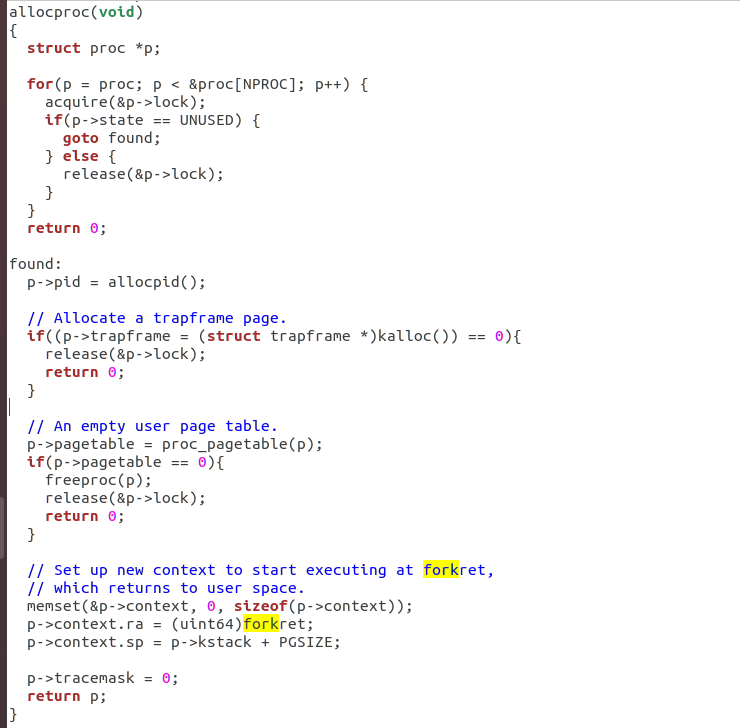 allocproc(void)
{
  struct proc *p;

  for(p = proc; p < &proc[NPROC]; p++) {
    acquire(&p->lock);
    if(p->state == UNUSED) {
      goto found;
    } else {
      release(&p->lock);
    }
  }
  return 0;

found:
  p->pid = allocpid();

  // Allocate a trapframe page.
  if((p->trapframe = (struct trapframe *)kalloc()) == 0){
    release(&p->lock);
    return 0;
  }

  // An empty user page table.
  p->pagetable = proc_pagetable(p);
  if(p->pagetable == 0){
    freeproc(p);
    release(&p->lock);
    return 0;
  }

  // Set up new context to start executing at forkret,
  // which returns to user space.
  memset(&p->context, 0, sizeof(p->context));
  p->context.ra = (uint64)forkret;
  p->context.sp = p->kstack + PGSIZE;

  p->tracemask = 0;
  return p;
}